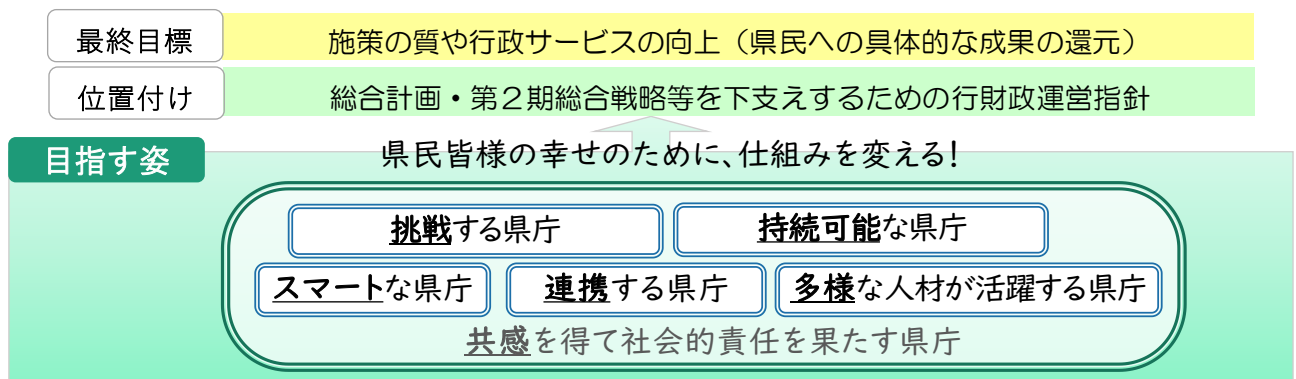 最終目標
施策の質や行政サービスの向上（県民への具体的な成果の還元）
位置付け
総合計画・第２期総合戦略等を下支えするための行財政運営指針
目指す姿
県民皆様の幸せのために、仕組みを変える！
挑戦する県庁
持続可能な県庁
スマートな県庁
連携する県庁
多様な人材が活躍する県庁
共感を得て社会的責任を果たす県庁